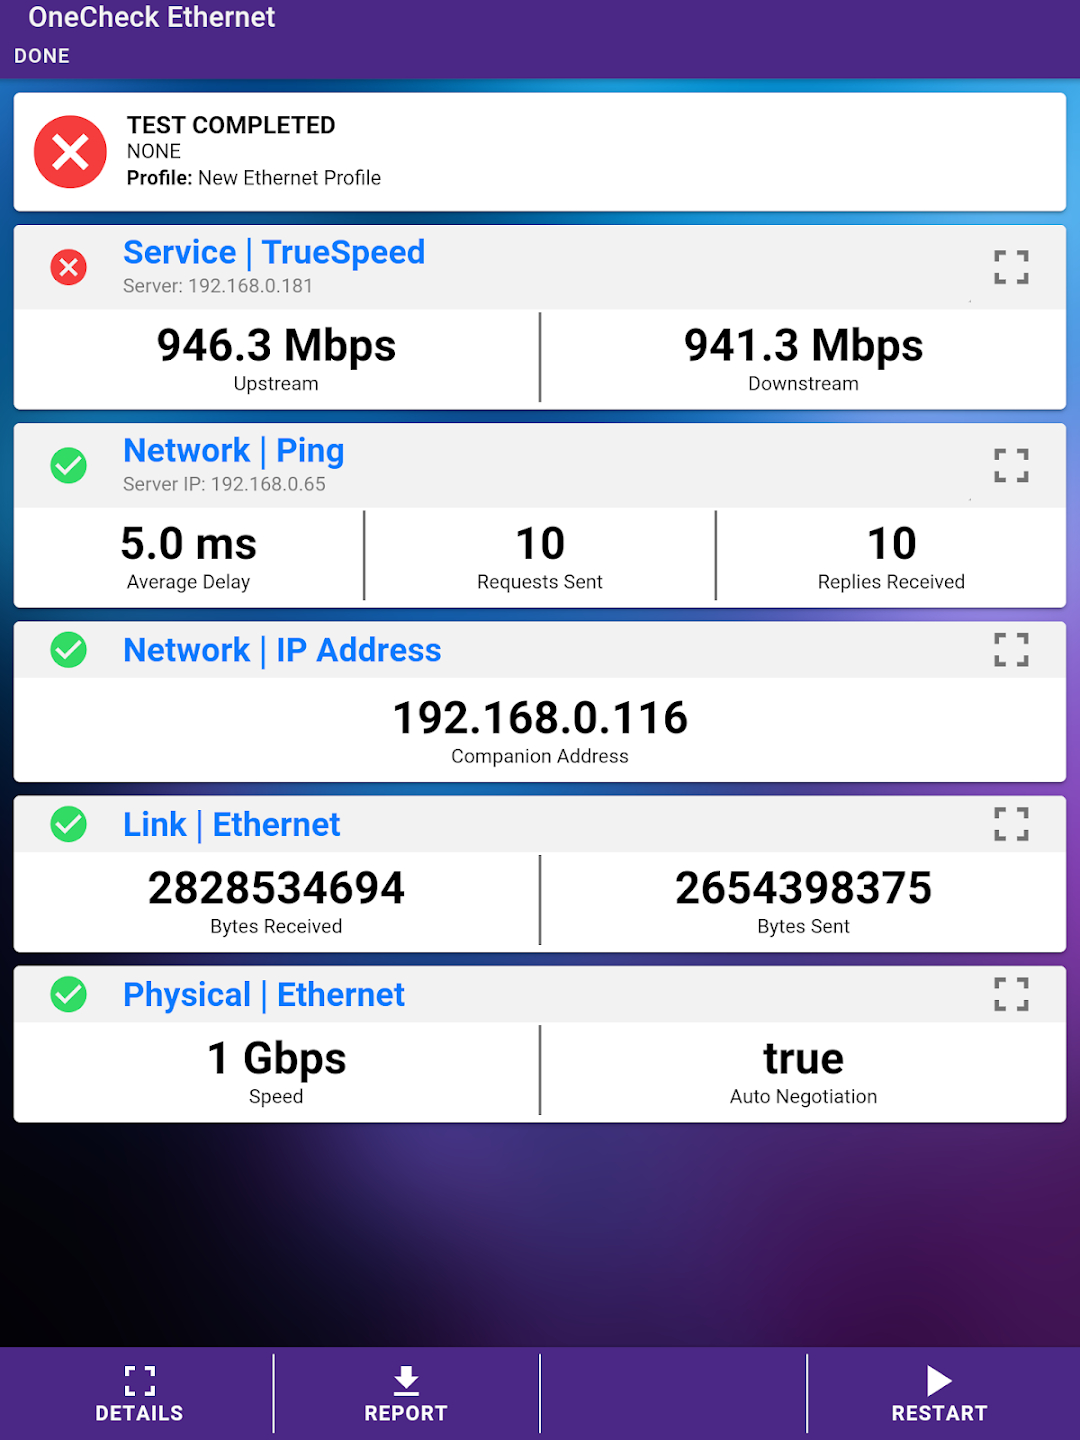 OneCheck Ethernet
DONE
TEST COMPLETED
NONE
Profile: New Ethernet Profile
Service | TrueSpeed
Server: 192.168.0.181
946.3 Mbps
Upstream
941.3 Mbps
Downstream
Network | Ping
Server IP: 192.168.0.65
5.0 ms
Average Delay
10
Requests Sent
10
Replies Received
Network | IP Address
192.168.0.116
Companion Address
Link | Ethernet
2828534694
Bytes Received
2654398375
Bytes Sent
Physical | Ethernet
1 Gbps
Speed
true
Auto Negotiation
DETAILS
REPORT
RESTART